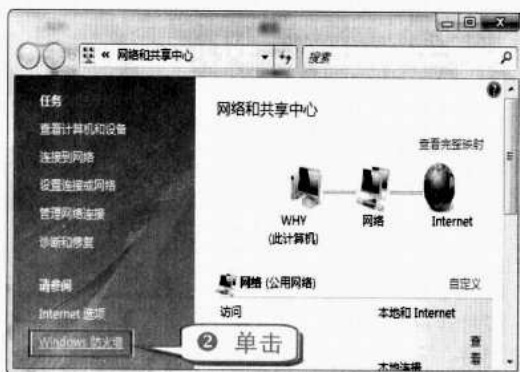 « 网络和共享中心
搜索
任务
查看计算机和设备
连接到网络
设置连接或网络
管理网络连接
诊断和修复
请参阅
Internet 选项
Windows 防火墙
网络和共享中心
查看完整映射
WHY
(此计算机)
网络
Internet
网络 (公用网络)
自定义
访问
本地和 Internet
本地连接
查
看
❷ 单击